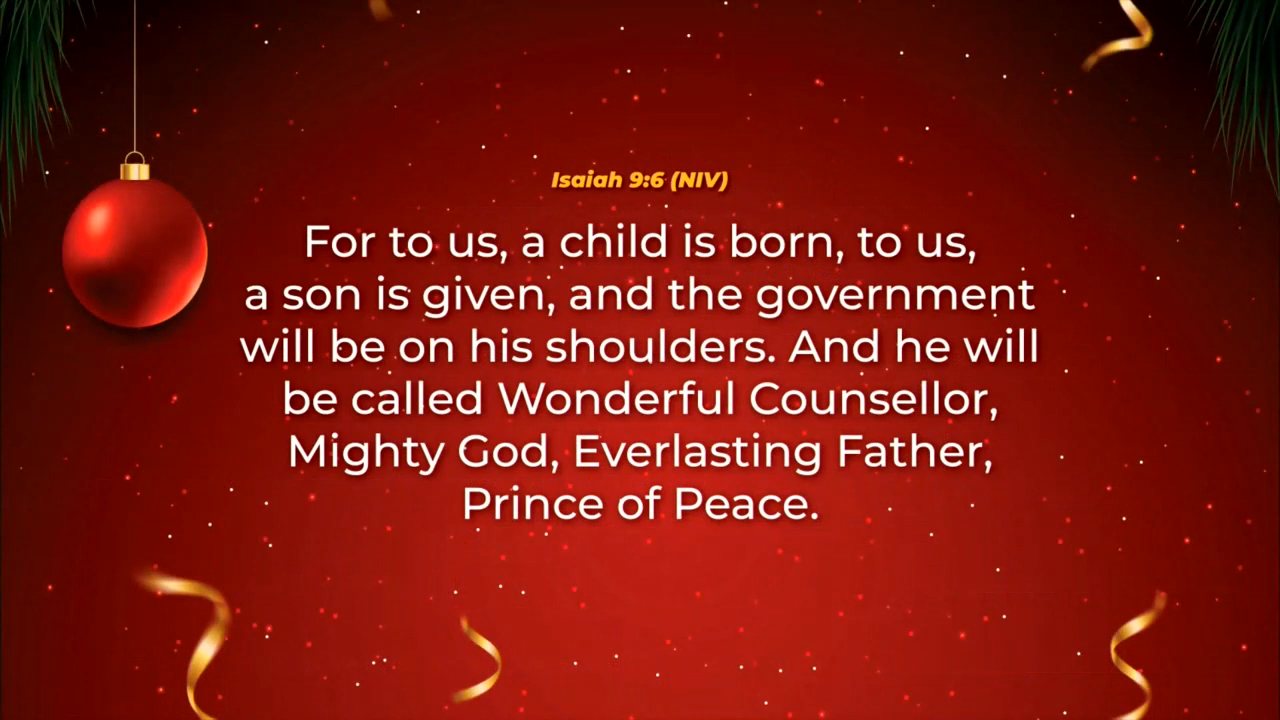 Isaiah 9:6 (NIV)
For to us, a child is born, to us,
a son is given, and the government
will be on his shoulders. And he will
be called Wonderful Counsellor,
Mighty God, Everlasting Father,
Prince of Peace.